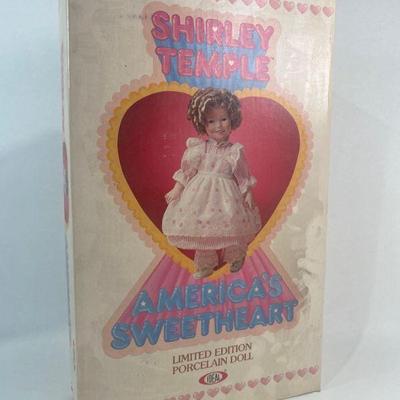 SHIRLEY
TEMPLE
AMERICA'S
SWEETHEART
LIMITED EDITION
PORCELAIN DOLL
IDEAL